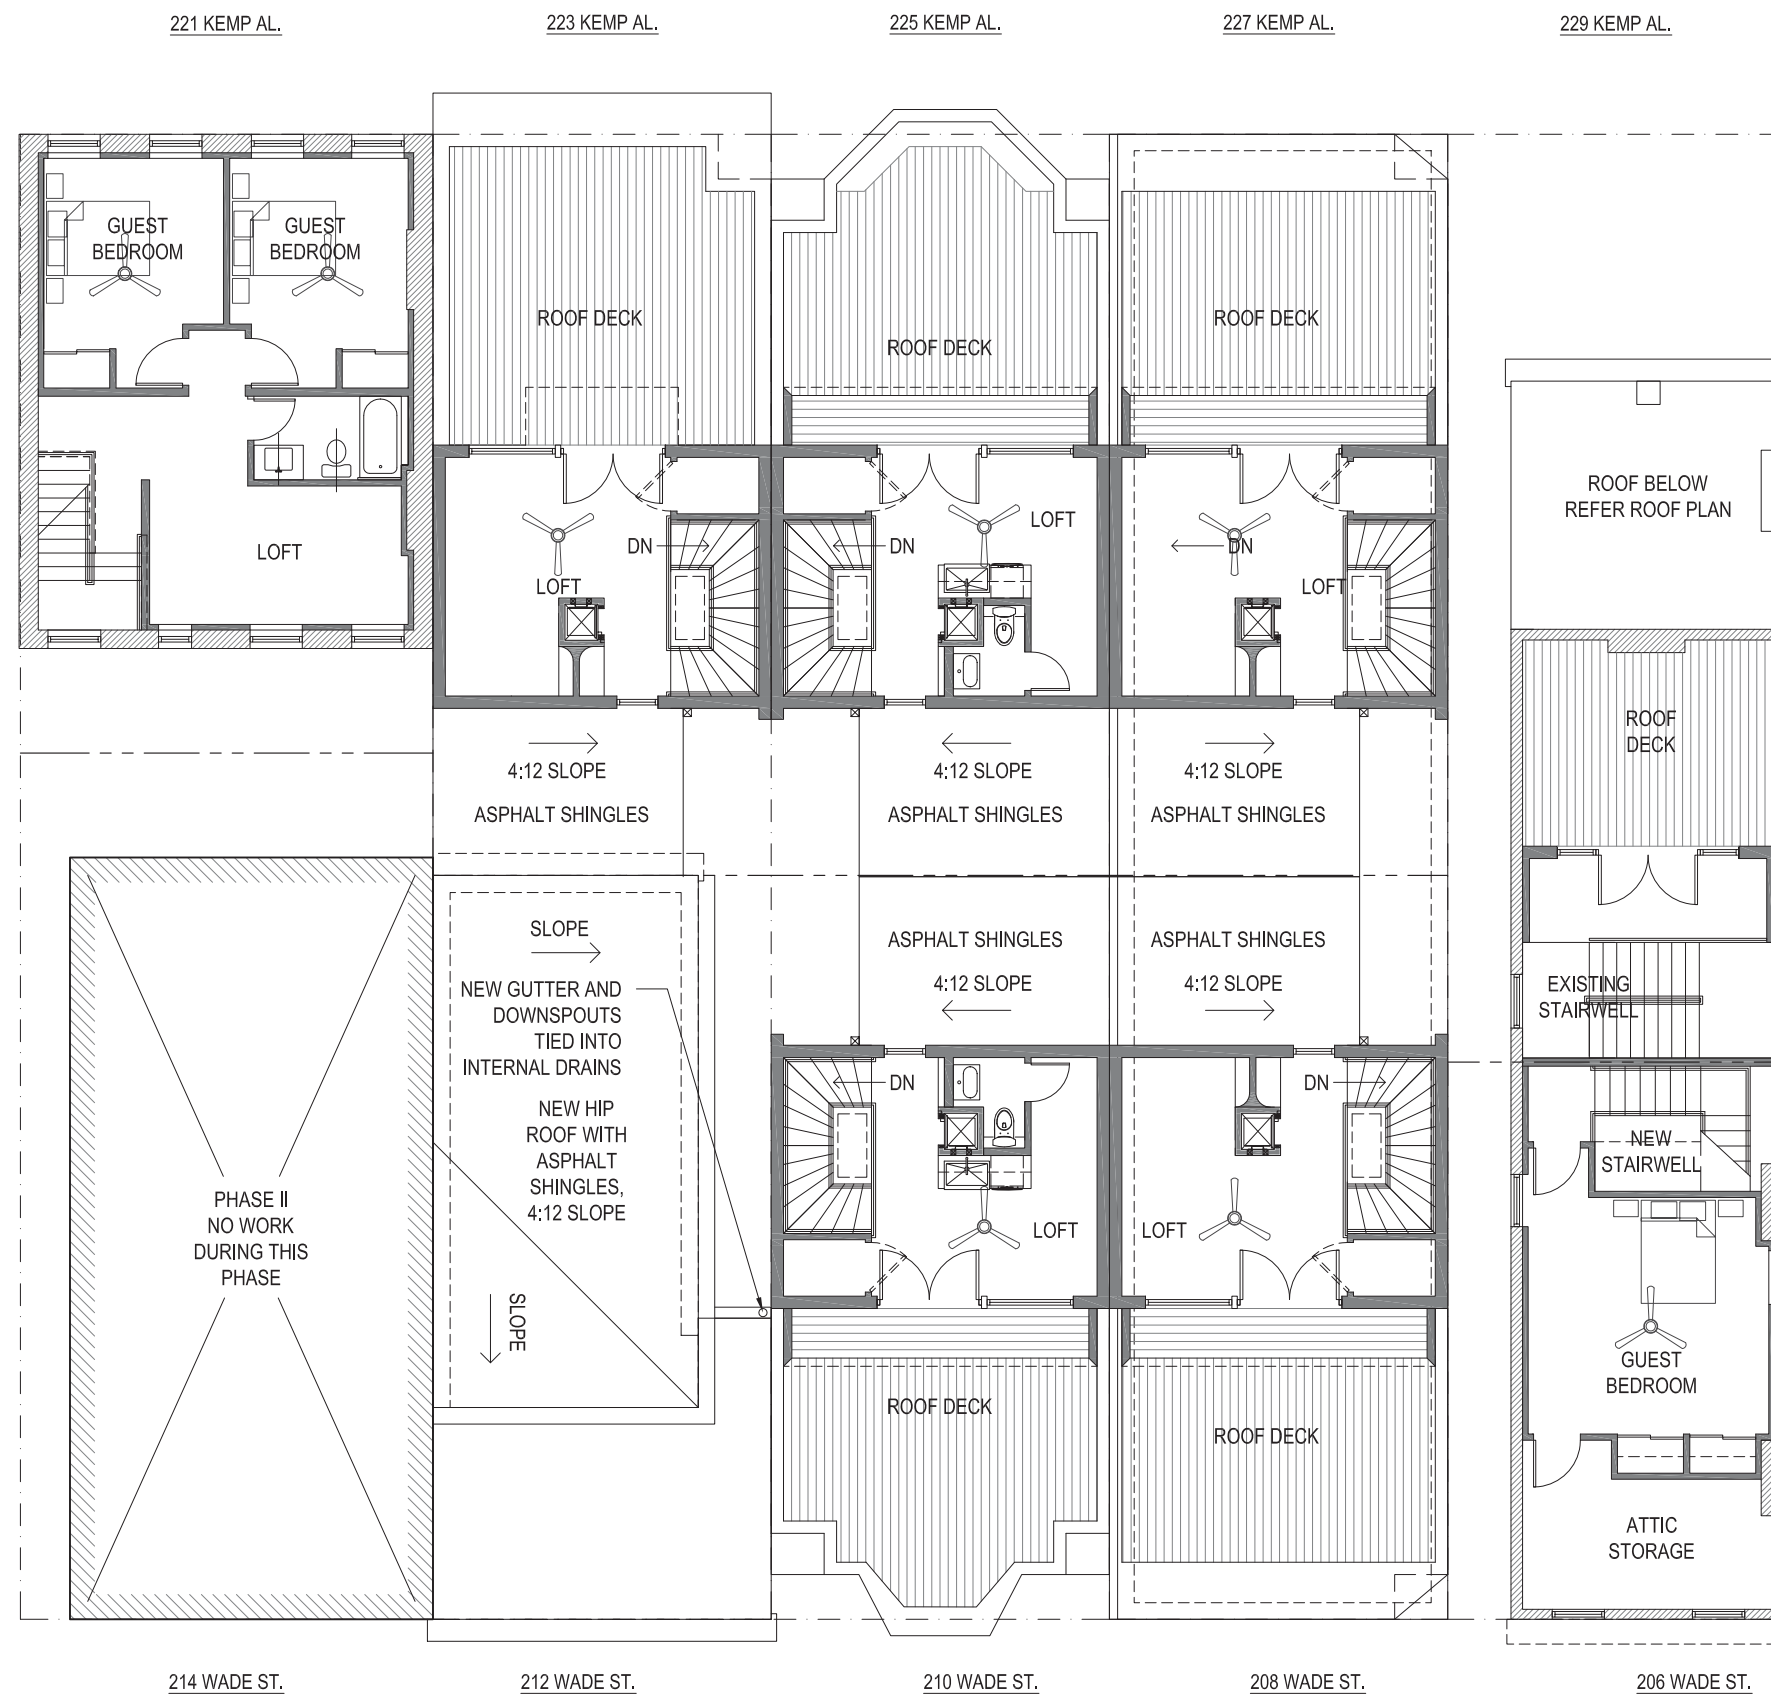 221 KEMP AL.
223 KEMP AL.
225 KEMP AL.
227 KEMP AL.
229 KEMP AL.
GUEST
BEDROOM
GUEST
BEDROOM
ROOF DECK
ROOF DECK
ROOF DECK
ROOF BELOW
REFER ROOF PLAN
LOFT
DN
LOFT
DN
LOFT
DN
LOFT
ROOF
DECK
4:12 SLOPE
ASPHALT SHINGLES
4:12 SLOPE
ASPHALT SHINGLES
4:12 SLOPE
ASPHALT SHINGLES
SLOPE
NEW GUTTER AND
DOWNSPOUTS
TIED INTO
INTERNAL DRAINS
NEW HIP
ROOF WITH
ASPHALT
SHINGLES,
4:12 SLOPE
SLOPE
ASPHALT SHINGLES
4:12 SLOPE
ASPHALT SHINGLES
4:12 SLOPE
EXISTING
STAIRWELL
DN
DN
NEW
STAIRWELL
PHASE II
NO WORK
DURING THIS
PHASE
LOFT
LOFT
GUEST
BEDROOM
ROOF DECK
ROOF DECK
ATTIC
STORAGE
214 WADE ST.
212 WADE ST.
210 WADE ST.
208 WADE ST.
206 WADE ST.